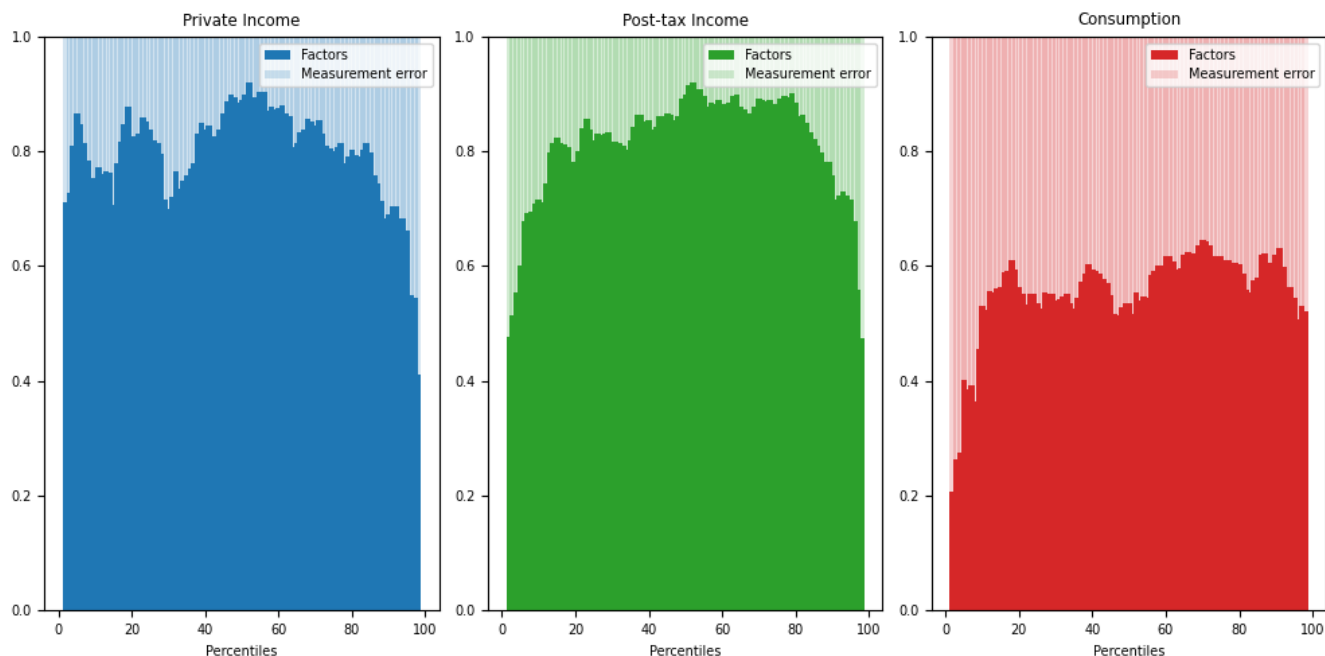 Private Income
Factors
Measurement error
1.0
0.8
0.6
0.4
0.2
0.0
0 20 40 60 80 100
Percentiles
Post-tax Income
Factors
Measurement error
1.0
0.8
0.6
0.4
0.2
0.0
0 20 40 60 80 100
Percentiles
Consumption
Factors
Measurement error
1.0
0.8
0.6
0.4
0.2
0.0
0 20 40 60 80 100
Percentiles